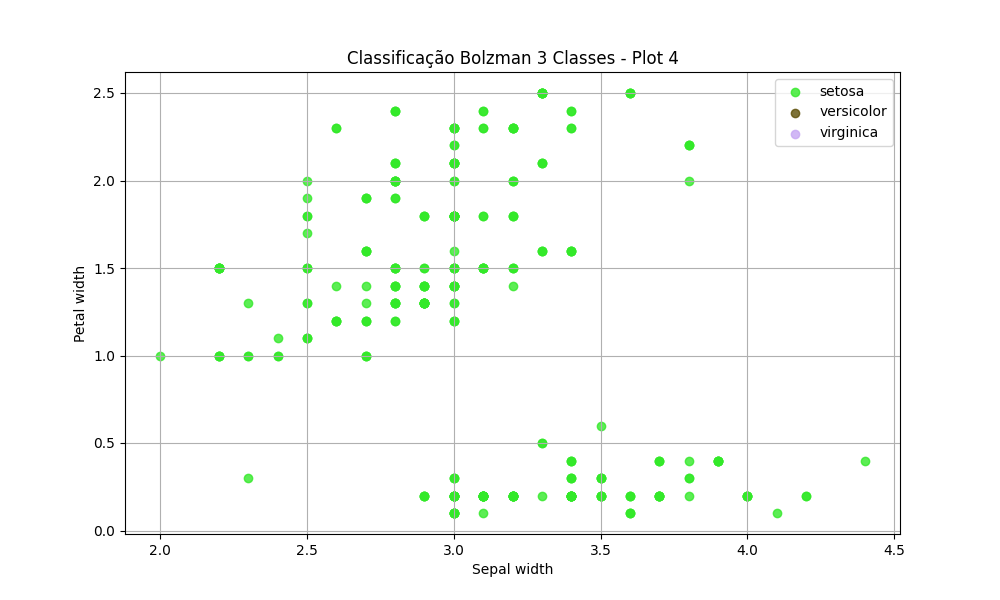 Classificação Bolzman 3 Classes - Plot 4
setosa
versicolor
virginica
Petal width
2.5
2.0
1.5
1.0
0.5
0.0
2.0 2.5 3.0 3.5 4.0 4.5
Sepal width